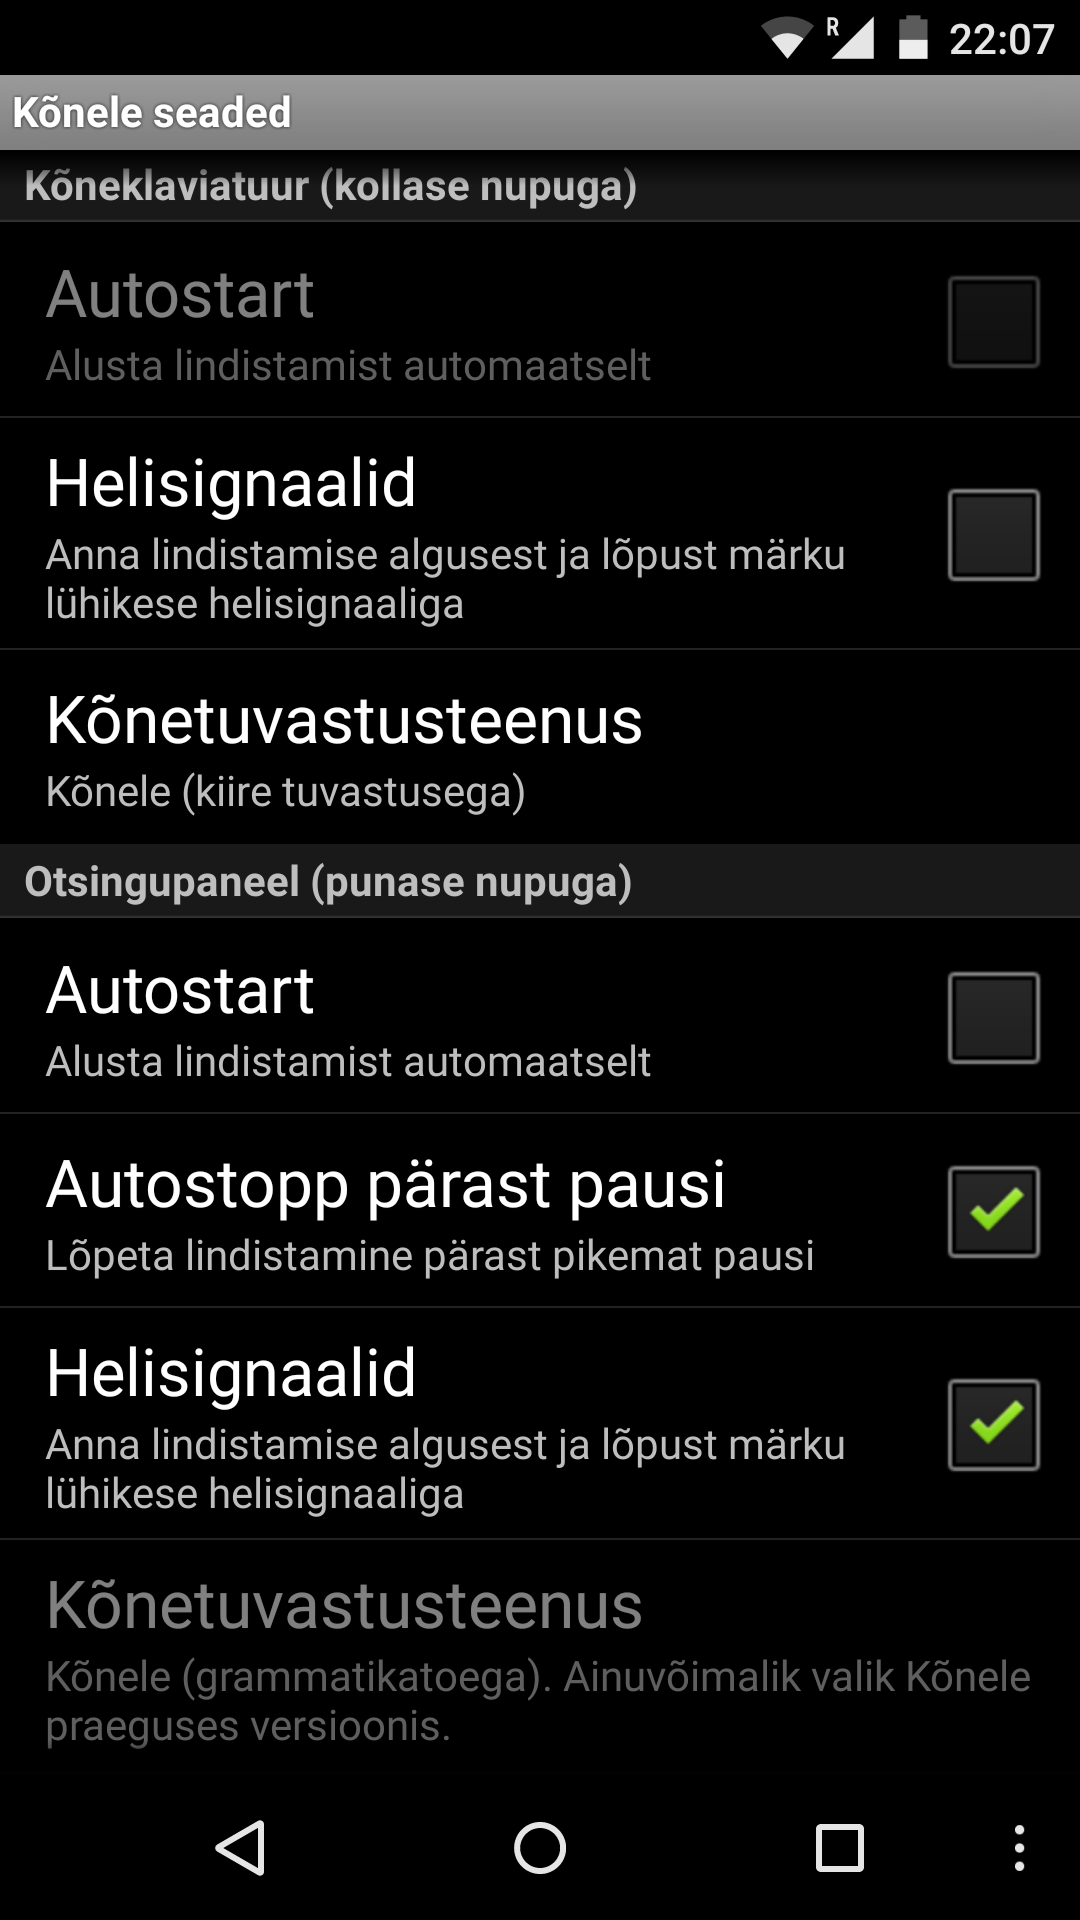 R 22:07
Kõnele seaded
Kõneklaviatuur (kollase nupuga)
Autostart
Alusta lindistamist automaatselt
Helisignaalid
Anna lindistamise algusest ja lõpust märku
lühikese helisignaaliga
Kõnetuvastusteenus
Kõnele (kiire tuvastusega)
Otsingupaneel (punase nupuga)
Autostart
Alusta lindistamist automaatselt
Autostopp pärast pausi
Lõpeta lindistamine pärast pikemat pausi
Helisignaalid
Anna lindistamise algusest ja lõpust märku
lühikese helisignaaliga
Kõnetuvastusteenus
Kõnele (grammatikatoega). Ainuvõimalik valik Kõnele
praeguses versioonis.